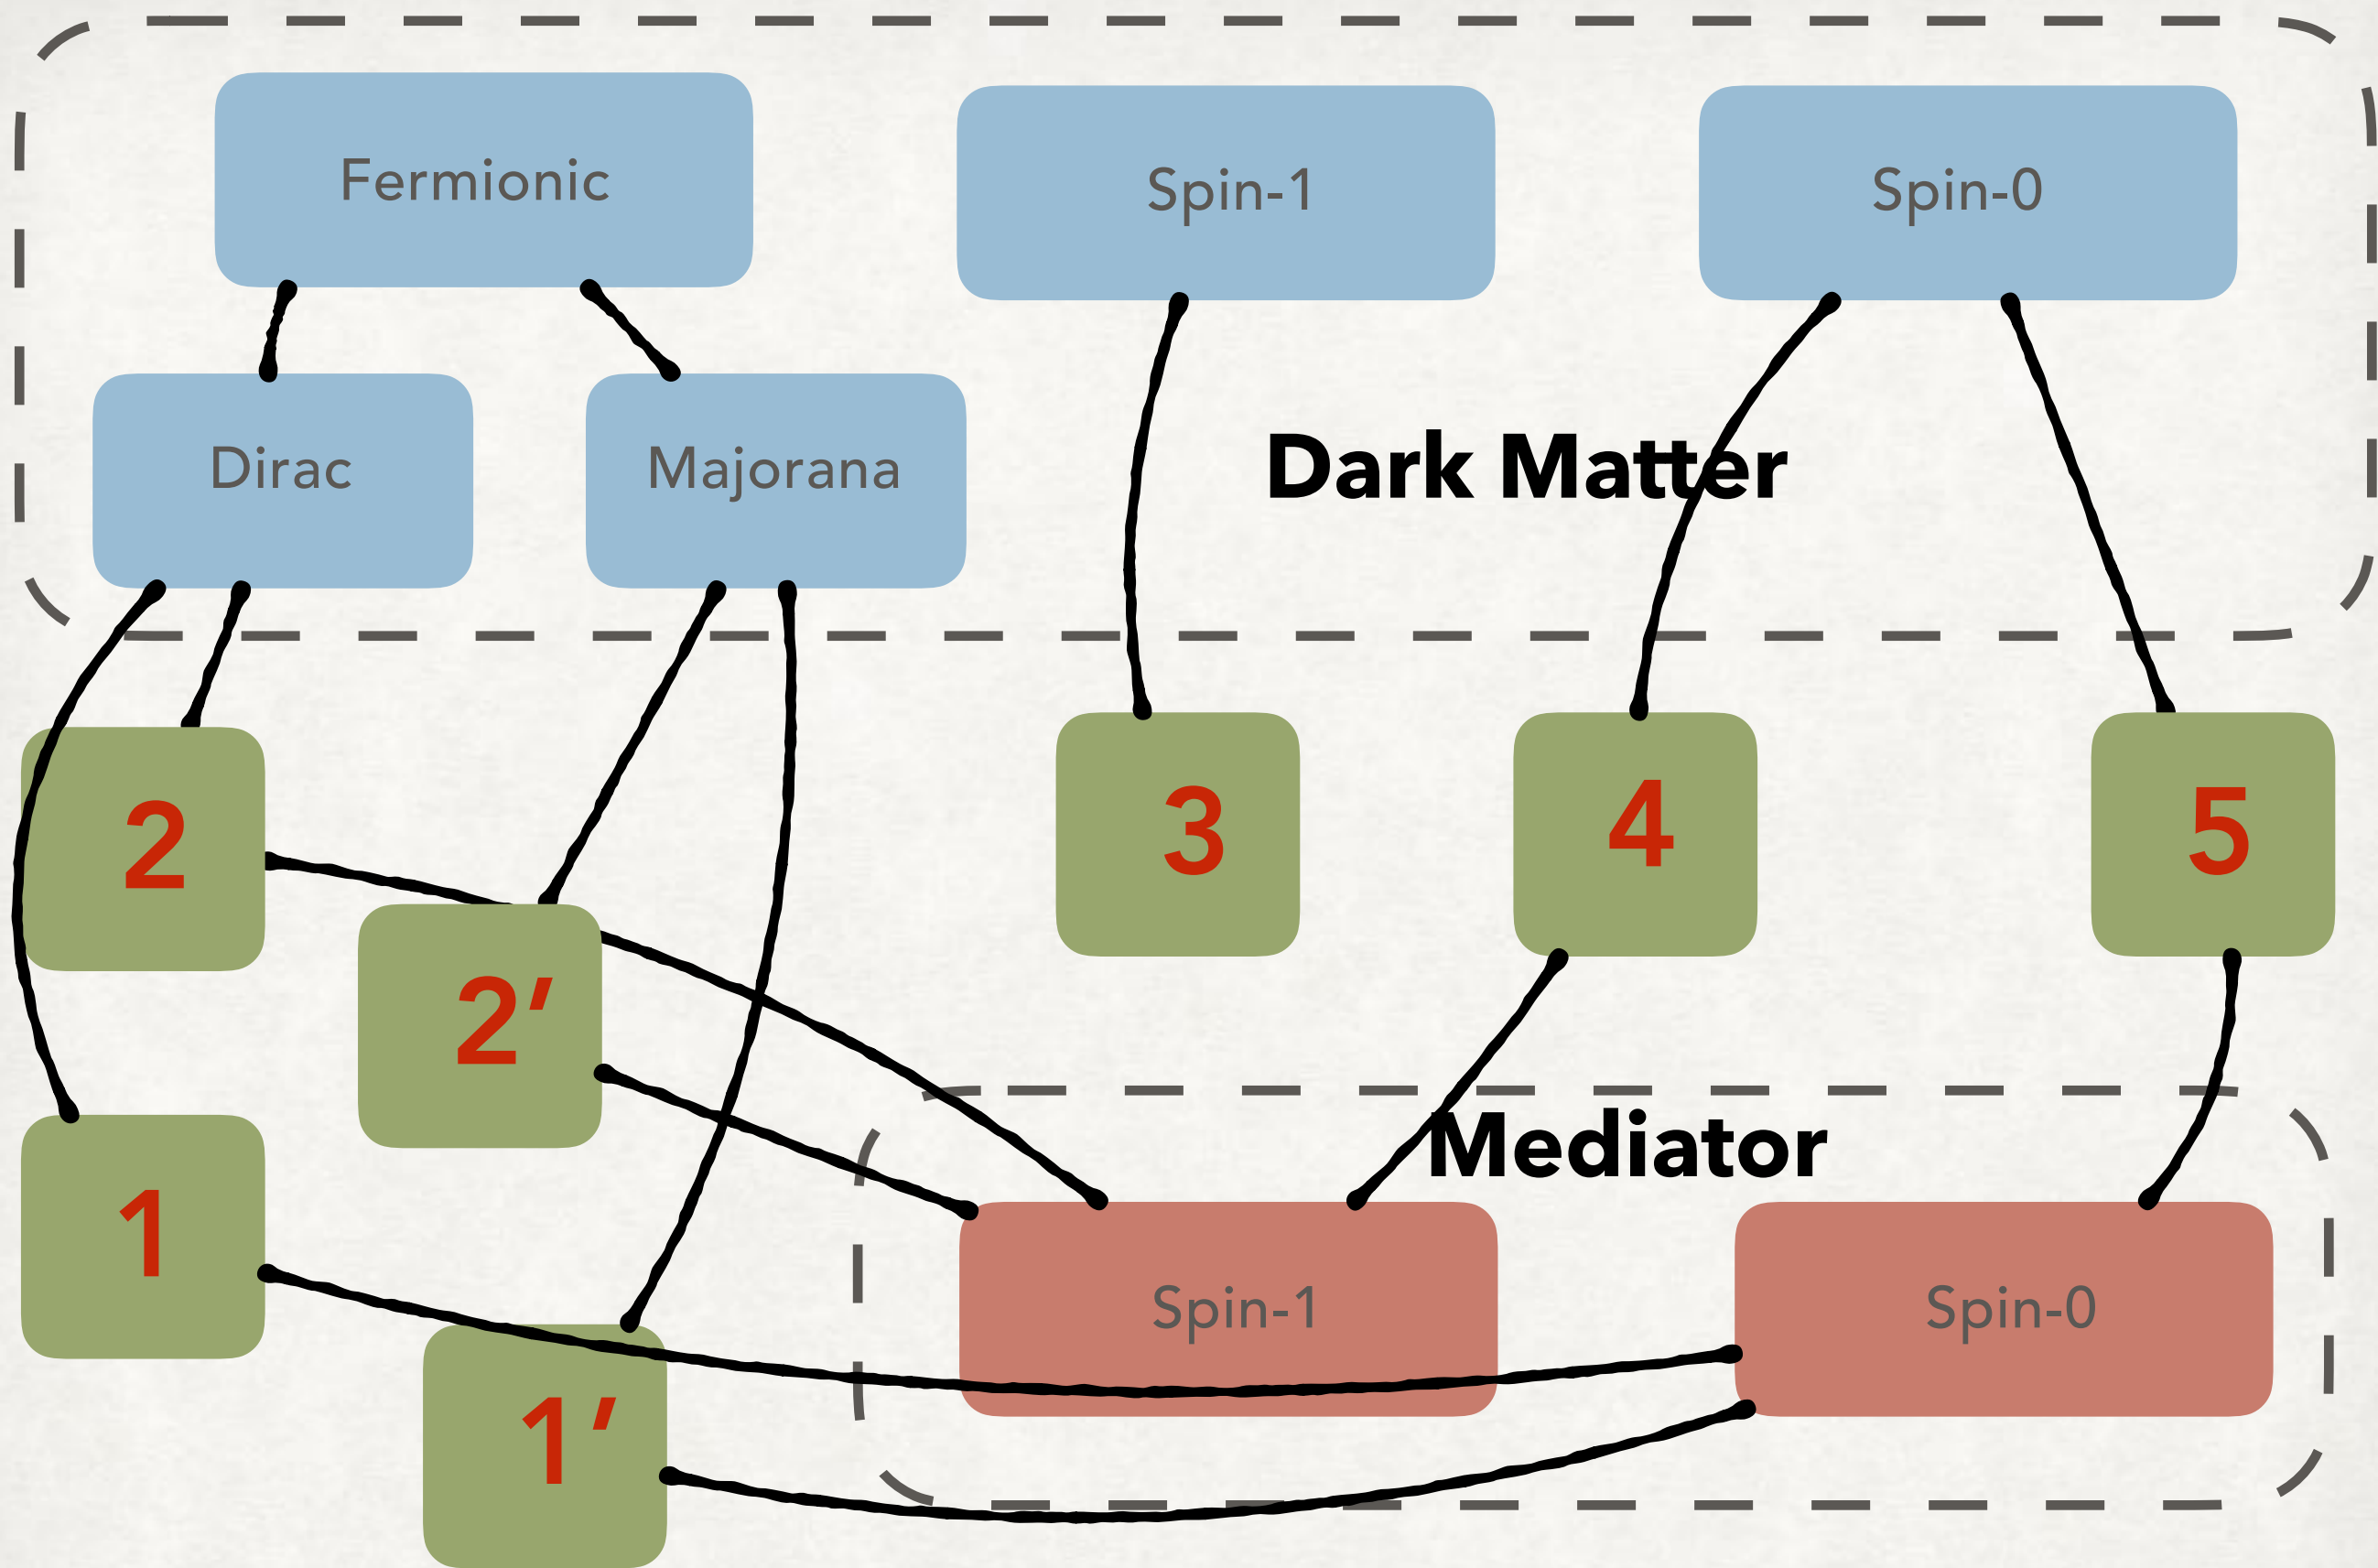 Fermionic
Spin-1
Spin-0
Dirac
Majorana
Dark Matter
2
3
4
5
2′
1
Mediator
Spin-1
Spin-0
1′